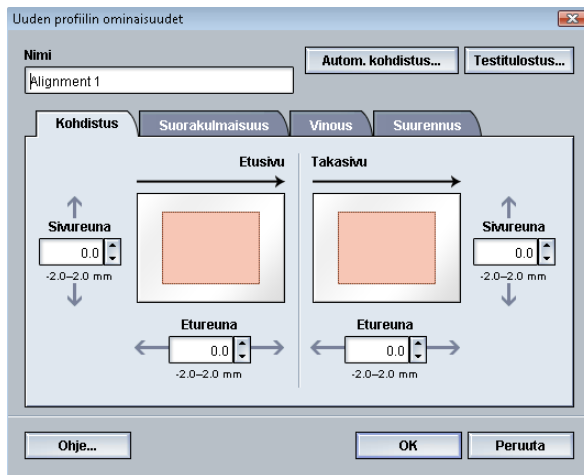 Uuden profiilin ominaisuudet
Nimi
Alignment 1
Autom. kohdistus...
Testitulostus...
Kohdistus
Suorakulmaisuus
Vinous
Suurennus
Etusivu
Takasivu
Sivureuna
0.0
-2.0–2.0 mm
Sivureuna
0.0
-2.0–2.0 mm
Etureuna
0.0
-2.0–2.0 mm
Etureuna
0.0
-2.0–2.0 mm
Ohje...
OK
Peruuta